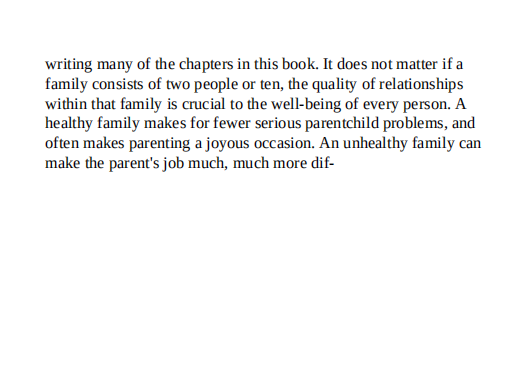 writing many of the chapters in this book. It does not matter if a
family consists of two people or ten, the quality of relationships
within that family is crucial to the well-being of every person. A
healthy family makes for fewer serious parentchild problems, and
often makes parenting a joyous occasion. An unhealthy family can
make the parent's job much, much more dif-